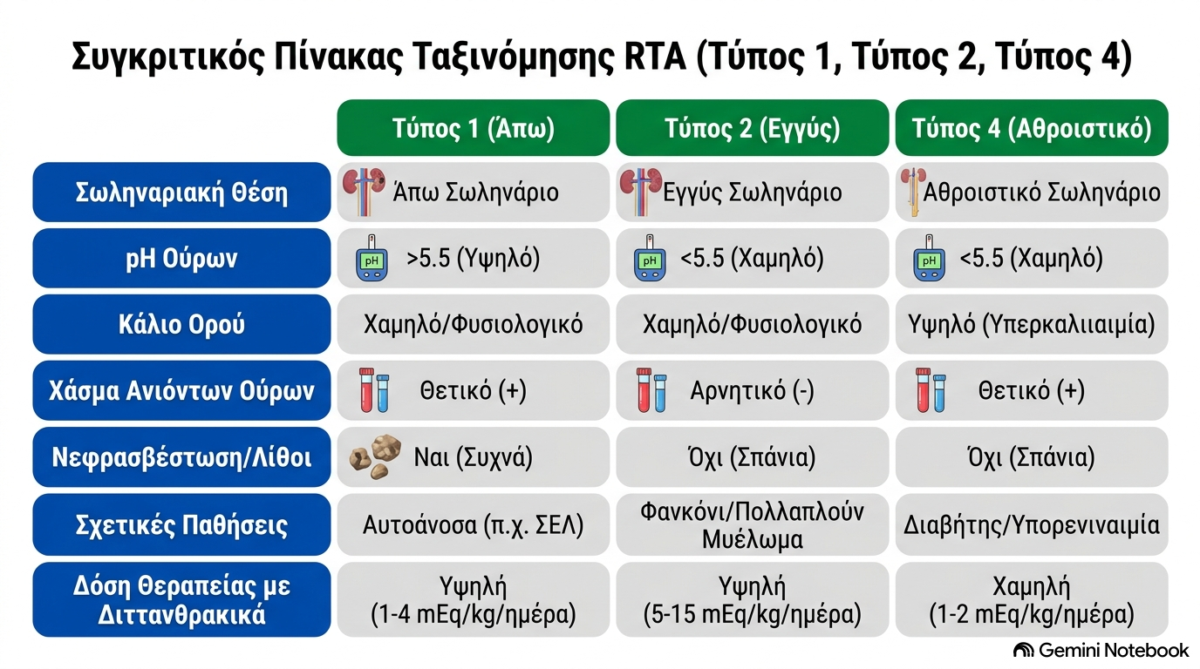 Συγκριτικός Πίνακας Ταξινόμησης RTA (Τύπος 1, Τύπος 2, Τύπος 4)
Τύπος 1 (Άπω)
Τύπος 2 (Εγγύς)
Τύπος 4 (Αθροιστικό)
Σωληναριακή Θέση
Άπω Σωληνάριο
Εγγύς Σωληνάριο
Αθροιστικό Σωληνάριο
pH Ούρων
pH
>5.5 (Υψηλό)
pH
<5.5 (Χαμηλό)
pH
<5.5 (Χαμηλό)
Κάλιο Ορού
Χαμηλό/Φυσιολογικό
Χαμηλό/Φυσιολογικό
Υψηλό (Υπερκαλιιαιμία)
Χάσμα Ανιόντων Ούρων
Θετικό (+)
Αρνητικό (-)
Θετικό (+)
Νεφρασβέστωση/Λίθοι
Ναι (Συχνά)
Όχι (Σπάνια)
Όχι (Σπάνια)
Σχετικές Παθήσεις
Αυτοάνοσα (π.χ. ΣΕΛ)
Φανκόνι/Πολλαπλούν
Μυέλωμα
Διαβήτης/Υπορενιναιμία
Δόση Θεραπείας με
Διττανθρακικά
Υψηλή
(1-4 mEq/kg/ημέρα)
Υψηλή
(5-15 mEq/kg/ημέρα)
Χαμηλή
(1-2 mEq/kg/ημέρα)
Gemini Notebook